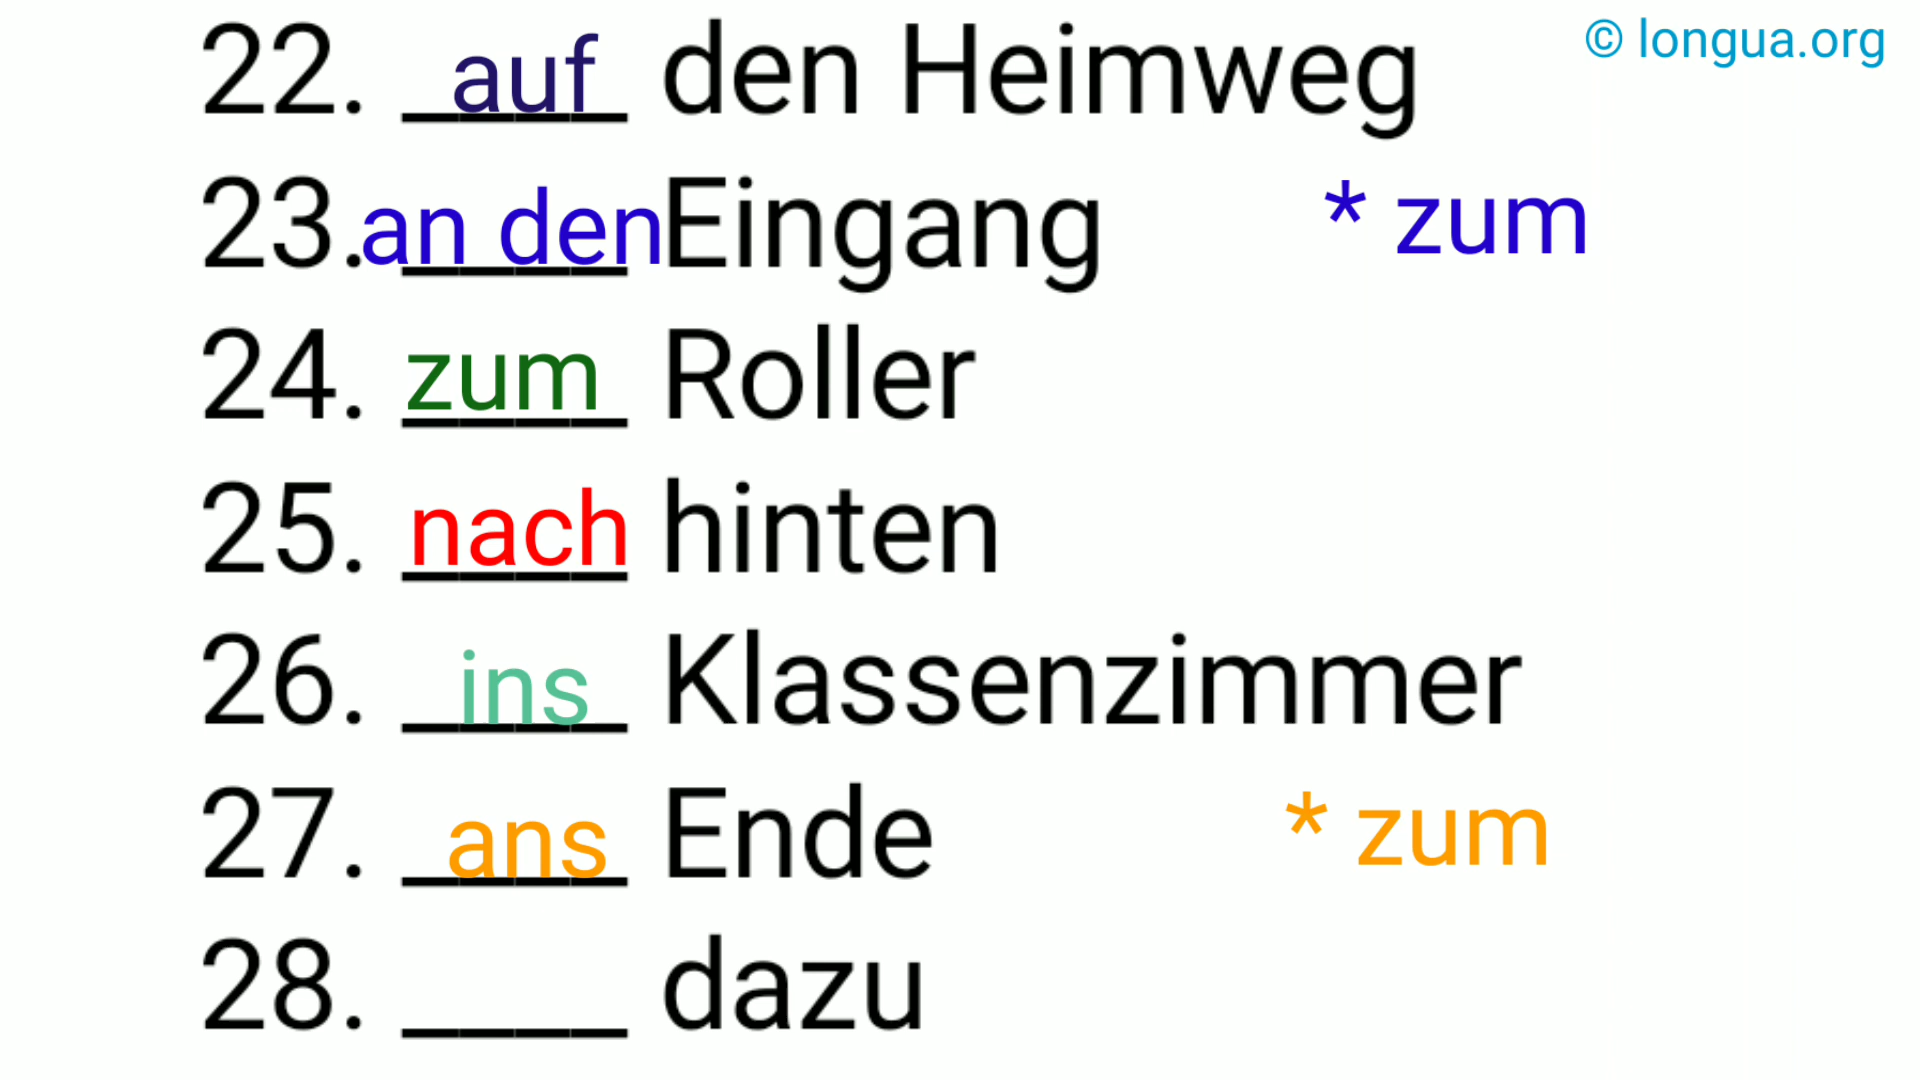 © longua.org
22. auf den Heimweg
23. an den Eingang * zum
24. zum Roller
25. nach hinten
26. ins Klassenzimmer
27. ans Ende * zum
28. ____ dazu